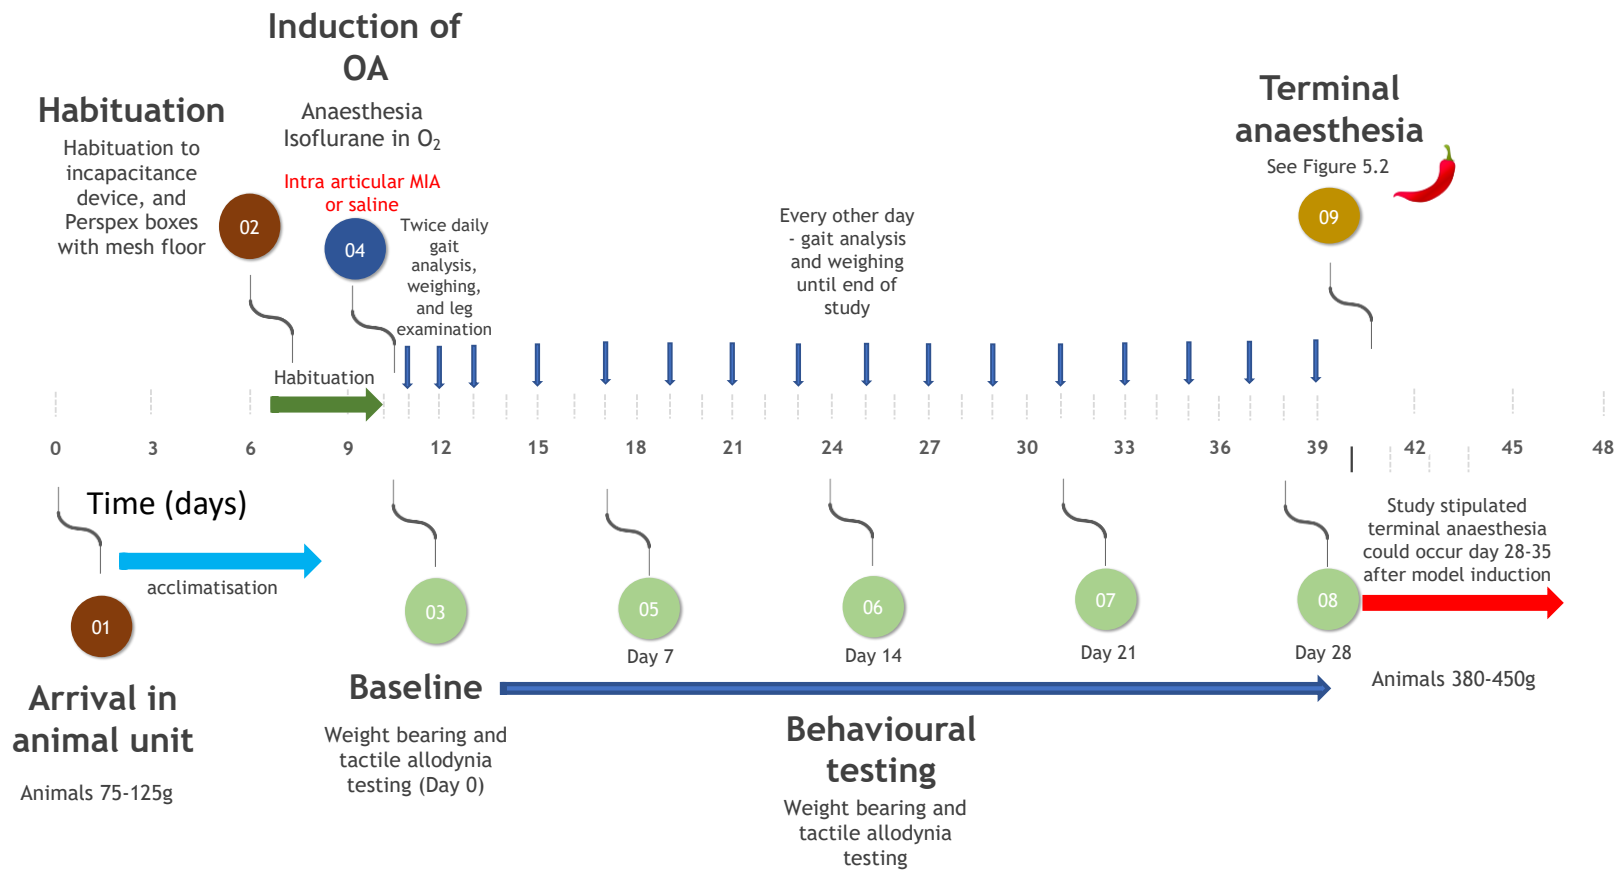 Induction of
OA
Anaesthesia
Isoflurane in O₂
Intra articular MIA
or saline
04
Twice daily
gait
analysis,
weighing,
and leg
examination
Habituation
Habituation to
incapacitance
device, and
Perspex boxes
with mesh floor
02
Every other day
- gait analysis
and weighing
until end of
study
Terminal
anaesthesia
See Figure 5.2
09
Habituation
0 3 6 9 12 15 18 21 24 27 30 33 36 39 42 45 48
Time (days)
acclimatisation
01
Arrival in
animal unit
Animals 75-125g
03
Baseline
Weight bearing and
tactile allodynia
testing (Day 0)
05
Day 7
06
Day 14
07
Day 21
08
Day 28
Behavioural
testing
Weight bearing and
tactile allodynia
testing
Study stipulated
terminal anaesthesia
could occur day 28-35
after model induction
Animals 380-450g